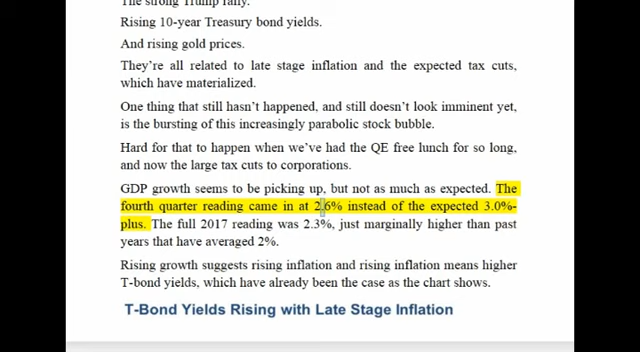 The strong Trump rally.
Rising 10-year Treasury bond yields.
And rising gold prices.
They're all related to late stage inflation and the expected tax cuts,
which have materialized.
One thing that still hasn't happened, and still doesn't look imminent yet,
is the bursting of this increasingly parabolic stock bubble.
Hard for that to happen when we've had the QE free lunch for so long,
and now the large tax cuts to corporations.
GDP growth seems to be picking up, but not as much as expected. The
fourth quarter reading came in at 2.6% instead of the expected 3.0%-
plus. The full 2017 reading was 2.3%, just marginally higher than past
years that have averaged 2%.
Rising growth suggests rising inflation and rising inflation means higher
T-bond yields, which have already been the case as the chart shows.
T-Bond Yields Rising with Late Stage Inflation